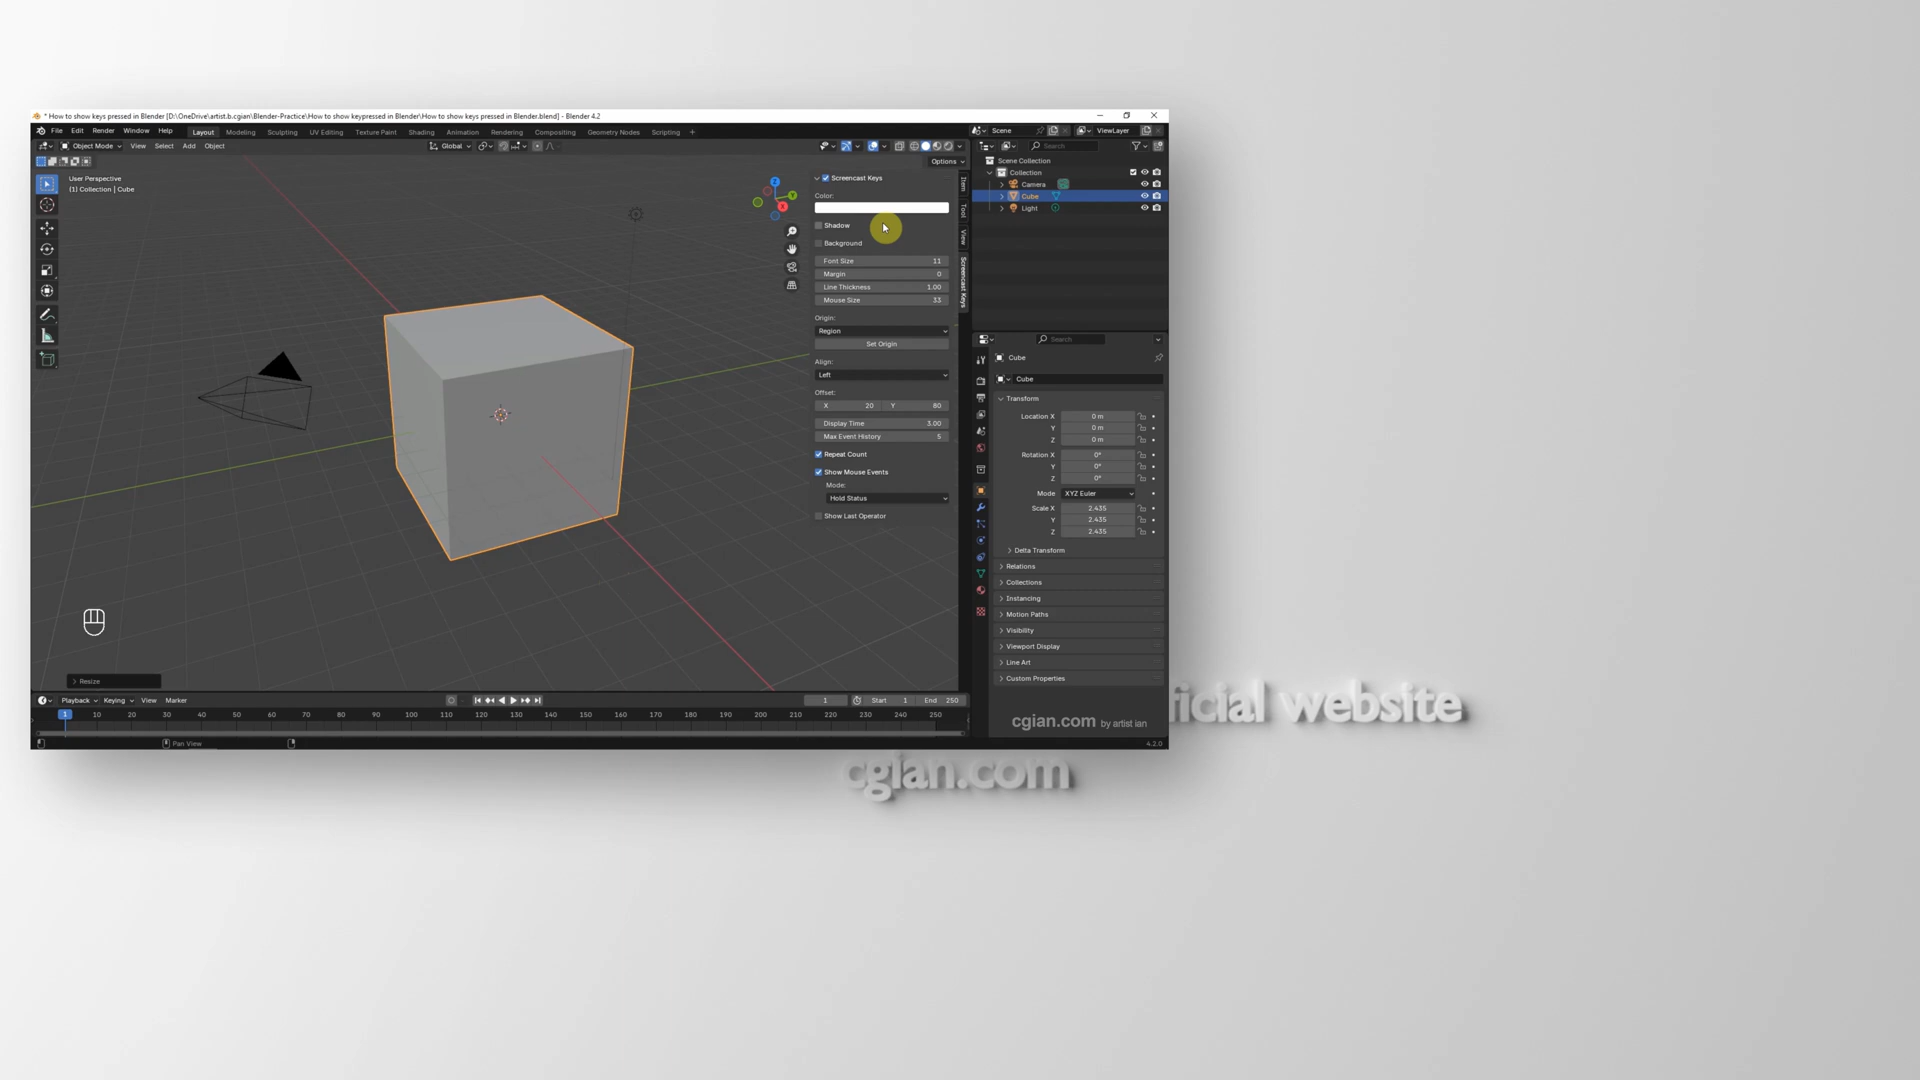 * How to show keys pressed in Blender [D:\OneDrive\artist.b.cgian\Blender-Practice\How to show keypressed in Blender\How to show keys pressed in Blender.blend] - Blender 4.2
File Edit Render Window Help Layout Modeling Sculpting UV Editing Texture Paint Shading Animation Rendering Compositing Geometry Nodes Scripting + Scene ViewLayer
Object Mode View Select Add Object Global Search
Options
User Perspective
(1) Collection | Cube
Z
Y
X
Screencast Keys
Color:
Shadow
Background
Font Size 11
Margin 0
Line Thickness 1.00
Mouse Size 33
Origin:
Region
Set Origin
Align:
Left
Offset:
X 20 Y 80
Display Time 3.00
Max Event History 5
Repeat Count
Show Mouse Events
Mode:
Hold Status
Show Last Operator
Item
Tool
View
Screencast Keys
Scene Collection
Collection
Camera
Cube
Light
Search
Cube
Cube
Transform
Location X 0 m
Y 0 m
Z 0 m
Rotation X 0°
Y 0°
Z 0°
Mode XYZ Euler
Scale X 2.435
Y 2.435
Z 2.435
Delta Transform
Relations
Collections
Instancing
Motion Paths
Visibility
Viewport Display
Line Art
Custom Properties
Resize
Playback Keying View Marker 1 Start 1 End 250
1 10 20 30 40 50 60 70 80 90 100 110 120 130 140 150 160 170 180 190 200 210 220 230 240 250
cgian.com by artist ian
Pan View 4.2.0
ficial website
cgian.com